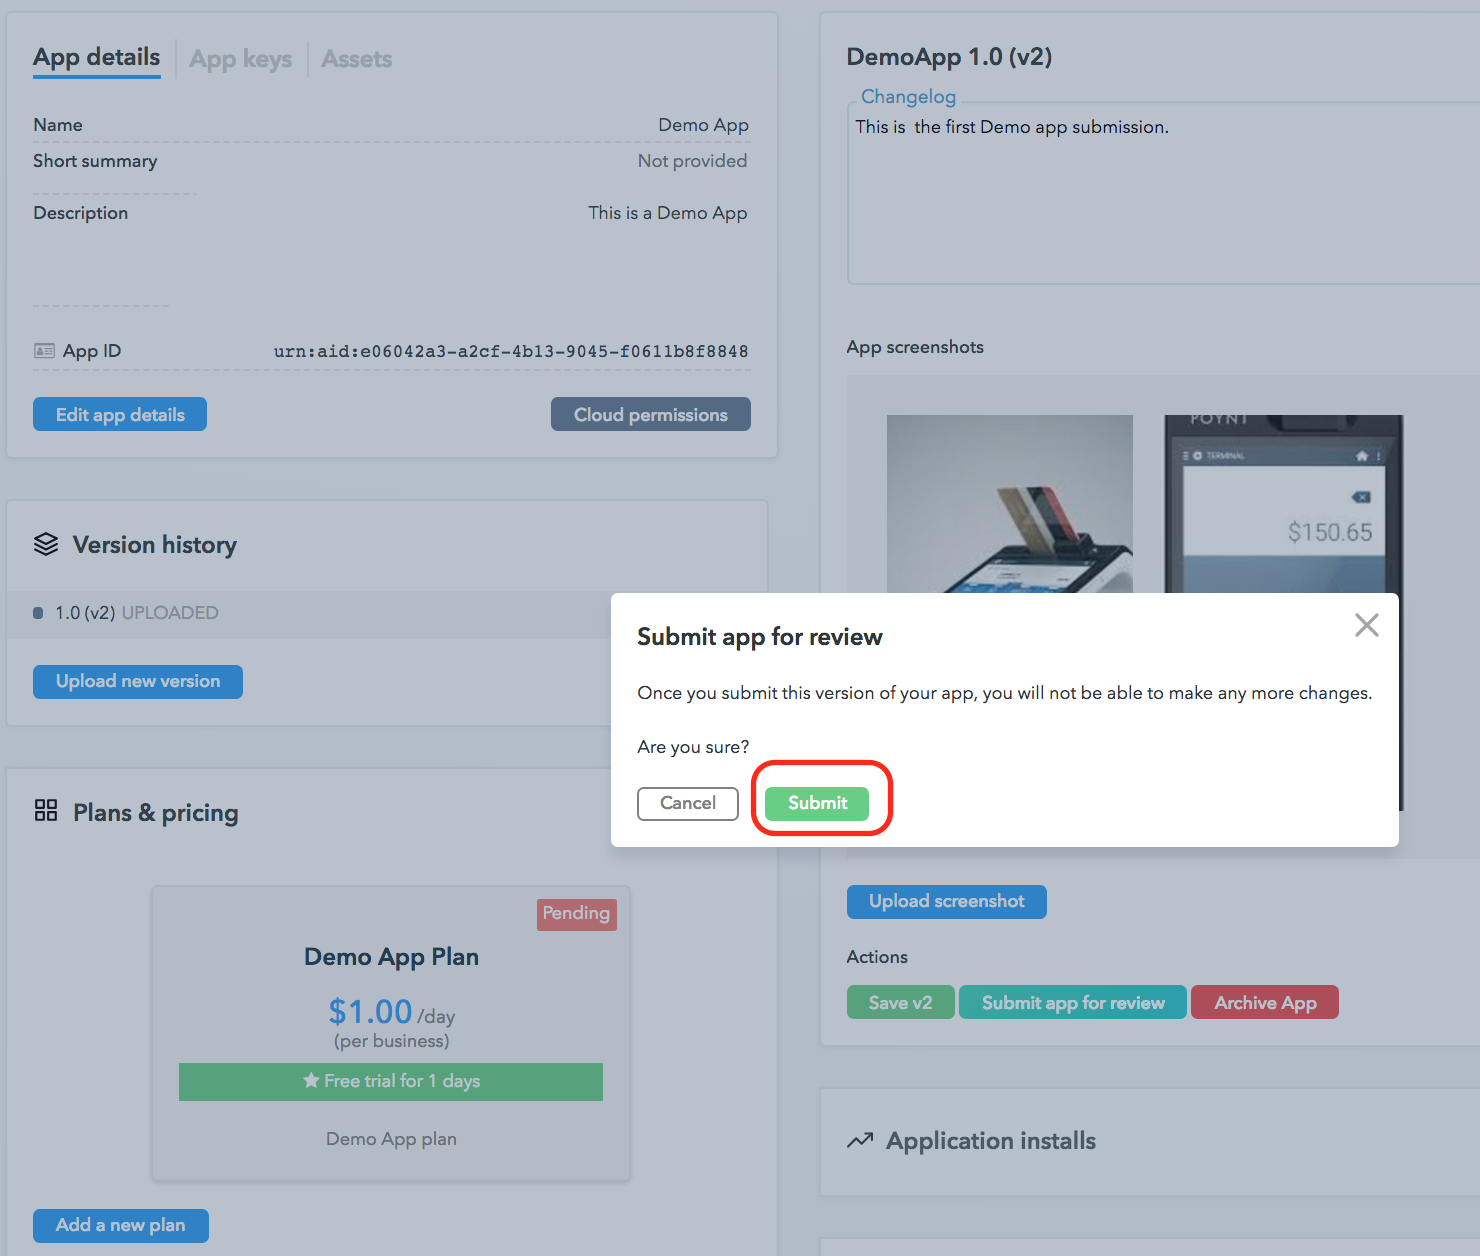 App details
App keys
Assets
Name
Demo App
Short summary
Not provided
Description
This is a Demo App
App ID
urn:aid:e06042a3-a2cf-4b13-9045-f0611b8f8848
Edit app details
Cloud permissions
Version history
1.0 (v2) UPLOADED
Upload new version
Plans & pricing
Pending
Demo App Plan
$1.00 /day
(per business)
Free trial for 1 days
Demo App plan
Add a new plan
DemoApp 1.0 (v2)
Changelog
This is  the first Demo app submission.
App screenshots
POYNT
TERMINAL
$150.65
Submit app for review
Once you submit this version of your app, you will not be able to make any more changes.
Are you sure?
Cancel
Submit
Upload screenshot
Actions
Save v2
Submit app for review
Archive App
Application installs